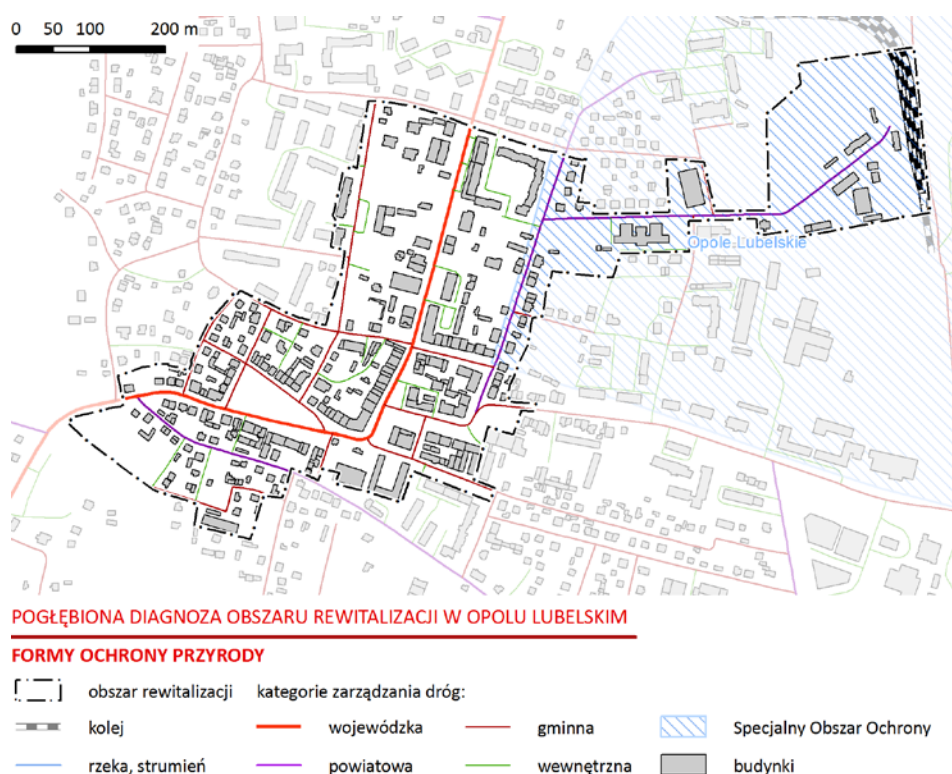 0 50 100 200 m
Opole Lubelskie
POGŁĘBIONA DIAGNOZA OBSZARU REWITALIZACJI W OPOLU LUBELSKIM
FORMY OCHRONY PRZYRODY
obszar rewitalizacji kategorie zarządzania dróg:
kolej wojewódzka gminna Specjalny Obszar Ochrony
rzeka, strumień powiatowa wewnętrzna budynki